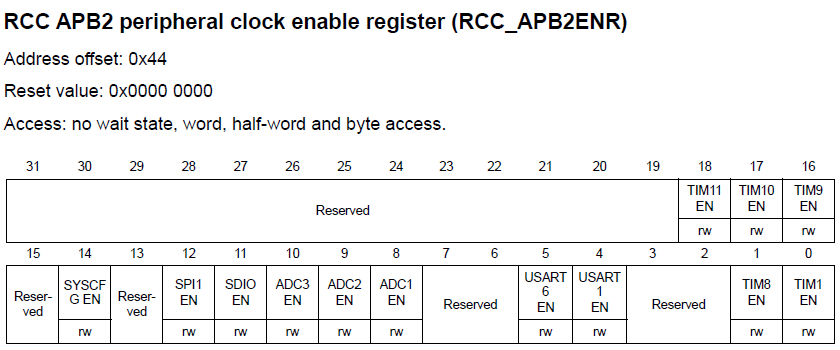 RCC APB2 peripheral clock enable register (RCC_APB2ENR)
Address offset: 0x44
Reset value: 0x0000 0000
Access: no wait state, word, half-word and byte access.
31 30 29 28 27 26 25 24 23 22 21 20 19 18 17 16
Reserved TIM11 EN TIM10 EN TIM9 EN
rw rw rw
15 14 13 12 11 10 9 8 7 6 5 4 3 2 1 0
Reser-ved SYSCFG EN Reser-ved SPI1 EN SDIO EN ADC3 EN ADC2 EN ADC1 EN Reserved USART6 EN USART1 EN Reserved TIM8 EN TIM1 EN
rw rw rw rw rw rw rw rw rw rw